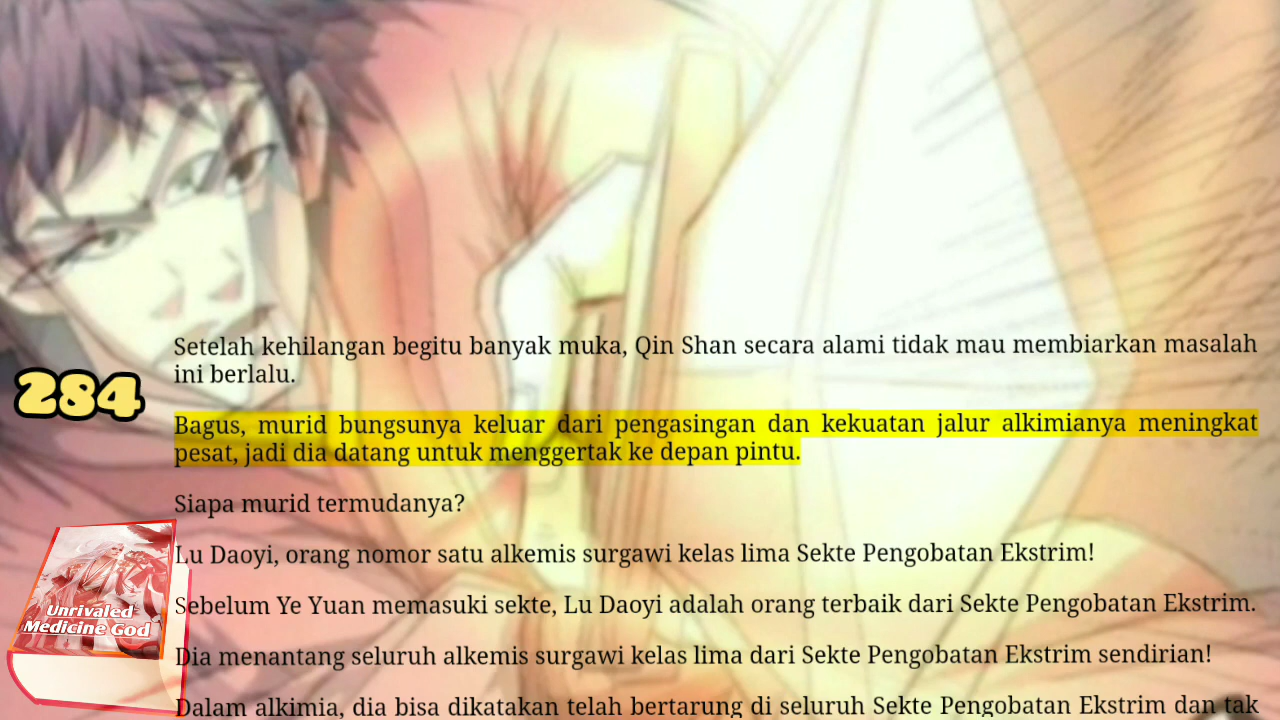 Setelah kehilangan begitu banyak muka, Qin Shan secara alami tidak mau membiarkan masalah
ini berlalu.
284
Bagus, murid bungsunya keluar dari pengasingan dan kekuatan jalur alkimianya meningkat
pesat, jadi dia datang untuk menggertak ke depan pintu.
Siapa murid termudanya?
Lu Daoyi, orang nomor satu alkemis surgawi kelas lima Sekte Pengobatan Ekstrim!
Sebelum Ye Yuan memasuki sekte, Lu Daoyi adalah orang terbaik dari Sekte Pengobatan Ekstrim.
Unrivaled
Medicine God
Dia menantang seluruh alkemis surgawi kelas lima dari Sekte Pengobatan Ekstrim sendirian!
Dalam alkimia, dia bisa dikatakan telah bertarung di seluruh Sekte Pengobatan Ekstrim dan tak